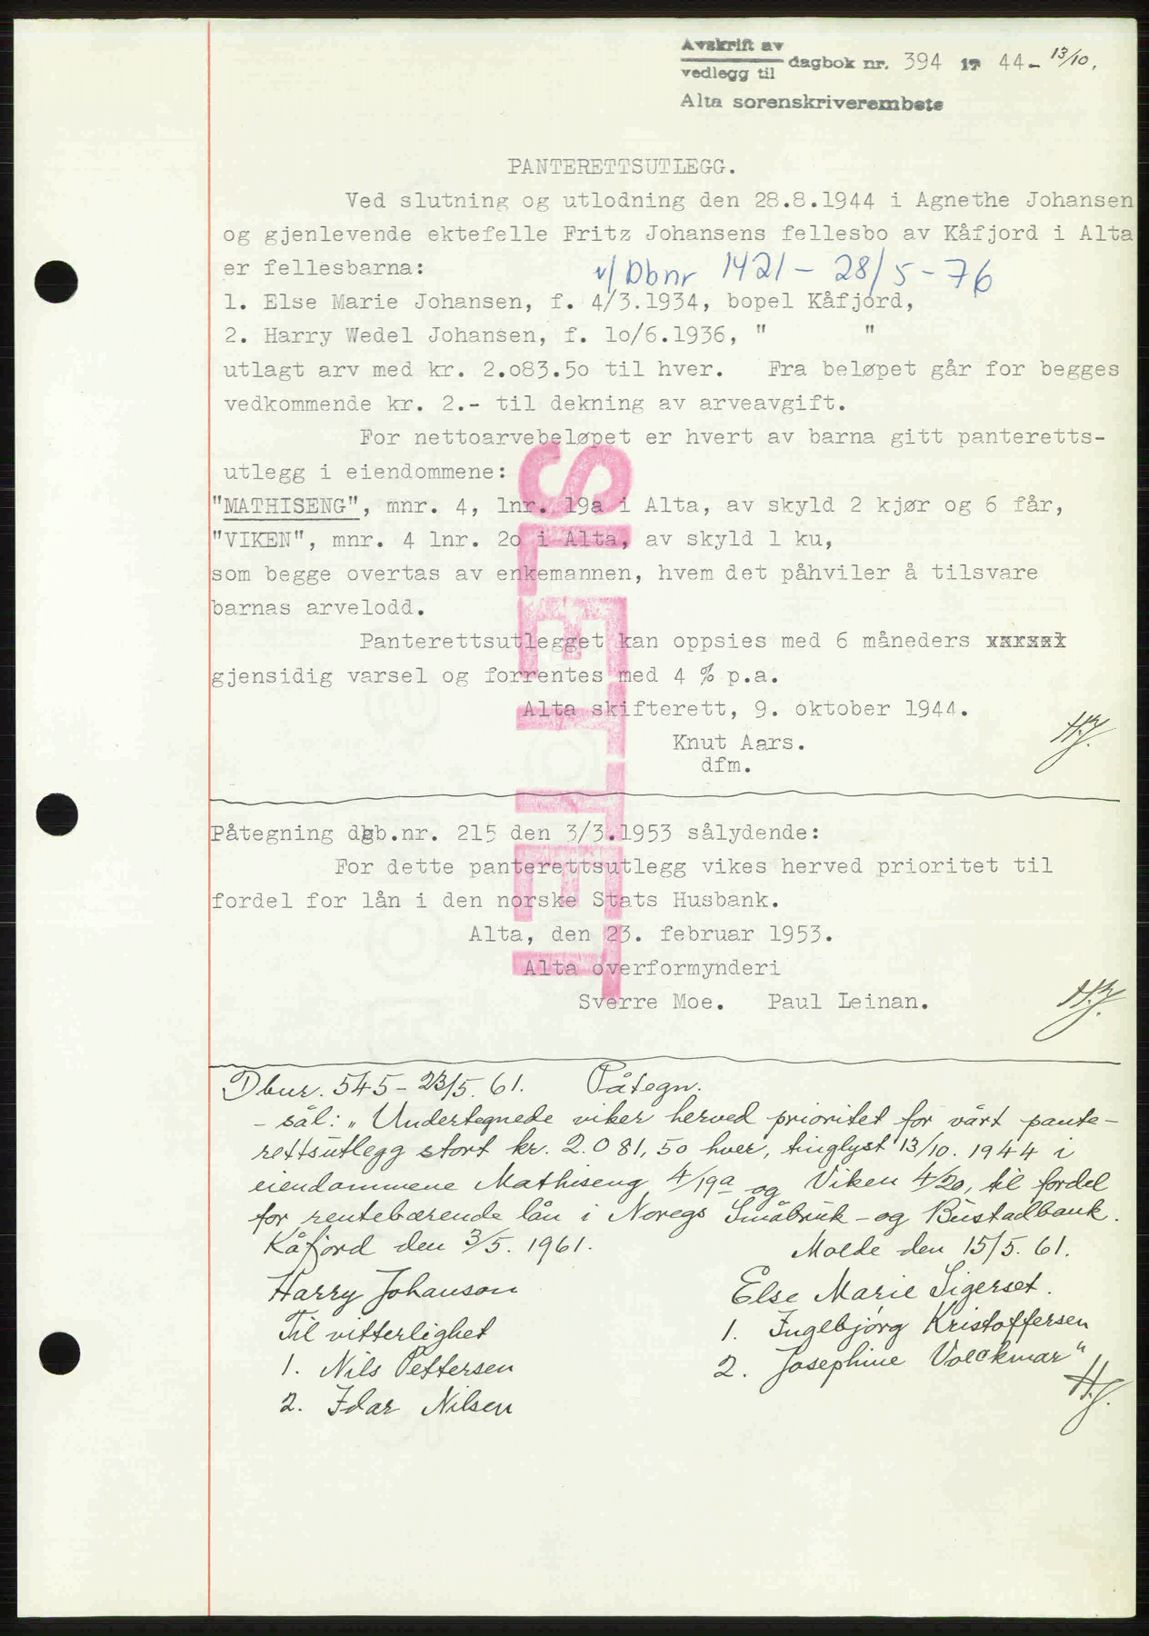 Avskrift av
vedlegg til dagbok nr. 394 19 44- 13/10.
Alta sorenskriverembete
PANTERETTSUTLEGG.
Ved slutning og utlodning den 28.8.1944 i Agnethe Johansen
og gjenlevende ektefelle Fritz Johansens fellesbo av Kåfjord i Alta
er fellesbarna:
v/Dbnr 1421 - 28/5 - 76
1. Else Marie Johansen, f. 4/3.1934, bopel Kåfjord,
2. Harry Wedel Johansen, f. 1o/6.1936, " "
utlagt arv med kr. 2.o83.5o til hver. Fra beløpet går for begges
vedkommende kr. 2.- til dekning av arveavgift.
For nettoarvebeløpet er hvert av barna gitt panteretts-
utlegg i eiendommene:
"MATHISENG", mnr. 4, lnr. 19a i Alta, av skyld 2 kjør og 6 får,
"VIKEN", mnr. 4 lnr. 2o i Alta, av skyld 1 ku,
som begge overtas av enkemannen, hvem det påhviler å tilsvare
barnas arvelodd.
Panterettsutlegget kan oppsies med 6 måneders
gjensidig varsel og forrentes med 4 % p.a.
Alta skifterett, 9. oktober 1944.
Knut Aars.
dfm.
H.J.
SLETTET
Påtegning dgb.nr. 215 den 3/3.1953 sålydende:
For dette panterettsutlegg vikes herved prioritet til
fordel for lån i den norske Stats Husbank.
Alta, den 23. februar 1953.
Alta overformynderi
Sverre Moe. Paul Leinan.
H.J.
Dbnr. 545 - 23/5. 61. Påtegn.
- sål: "Undertegnede viker herved prioritet for vårt pante-
rettsutlegg stort kr. 2.081,50 hver, tinglyst 13/10. 1944 i
eiendommene Mathiseng 4/19a og Viken 4/20, til fordel
for rentebærende lån i Noregs Småbruk- og Bustadbank.
Kåfjord den 3/5. 1961. Molde den 15/5. 61.
Harry Johanson Else Marie Sigerset.
Til vitterlighet 1. Ingebjørg Kristoffersen
1. Nils Pettersen 2. Josephine Volckmar"
2. Idar Nilsen H.J.